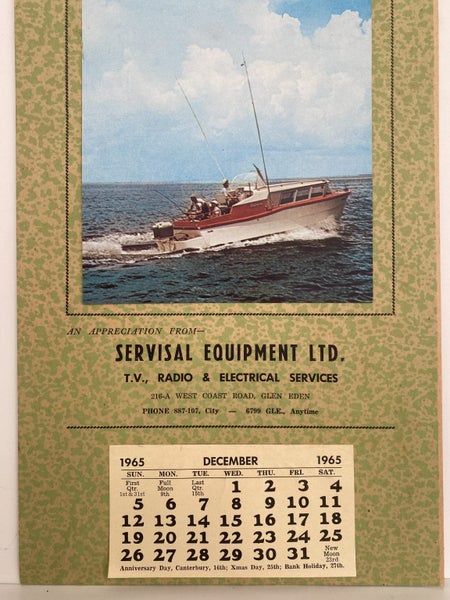 AN APPRECIATION FROM—
SERVISAL EQUIPMENT LTD.
T.V., RADIO & ELECTRICAL SERVICES
216-A WEST COAST ROAD, GLEN EDEN
PHONE 887-107, City — 6799 GLE., Anytime
1965 DECEMBER 1965
SUN. MON. TUE. WED. THU. FRI. SAT.
First Qtr. 1st & 31st Full Moon 9th Last Qtr. 15th 1 2 3 4
5 6 7 8 9 10 11
12 13 14 15 16 17 18
19 20 21 22 23 24 25
26 27 28 29 30 31 New Moon 23rd
Anniversary Day, Canterbury, 16th; Xmas Day, 25th; Bank Holiday, 27th.